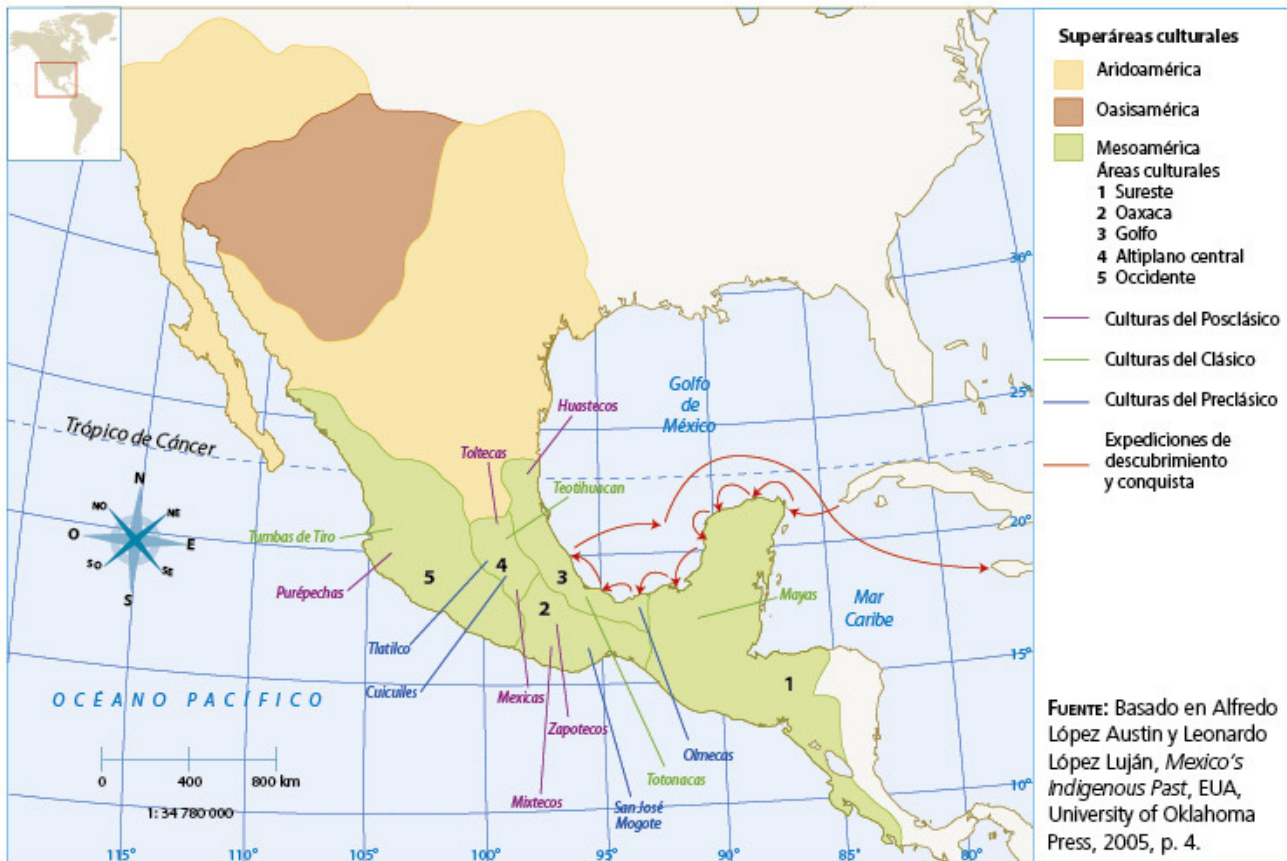 Superáreas culturales
Aridoamérica
Oasisamérica
Mesoamérica
Áreas culturales
1 Sureste
2 Oaxaca
3 Golfo
4 Altiplano central
5 Occidente
Culturas del Posclásico
Culturas del Clásico
Culturas del Preclásico
Expediciones de
descubrimiento
y conquista
FUENTE: Basado en Alfredo
López Austin y Leonardo
López Luján, Mexico's
Indigenous Past, EUA,
University of Oklahoma
Press, 2005, p. 4.
30°
25°
20°
15°
10°
Golfo
de
México
Huastecos
Trópico de Cáncer
Toltecas
Teotihuacan
N
NO
NE
O
E
SO
SE
S
Tumbas de Tiro
Purépechas
5
4
3
2
1
Mayas
Mar
Caribe
Tlatilco
Cuicuiles
Mexicas
Zapotecos
Olmecas
Totonacas
Mixtecos
San José
Mogote
OCÉANO PACÍFICO
0
400
800 km
1: 34 780 000
115°
110°
105°
100°
95°
90°
85°
80°